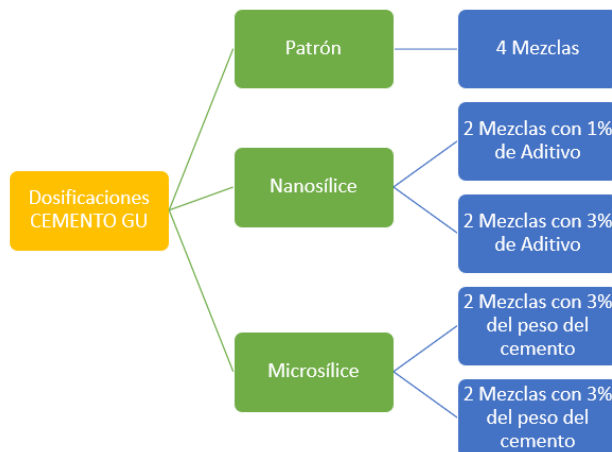 Patrón
4 Mezclas
Dosificaciones
CEMENTO GU
Nanosílice
2 Mezclas con 1%
de Aditivo
2 Mezclas con 3%
de Aditivo
Microsílice
2 Mezclas con 3%
del peso del
cemento
2 Mezclas con 3%
del peso del
cemento